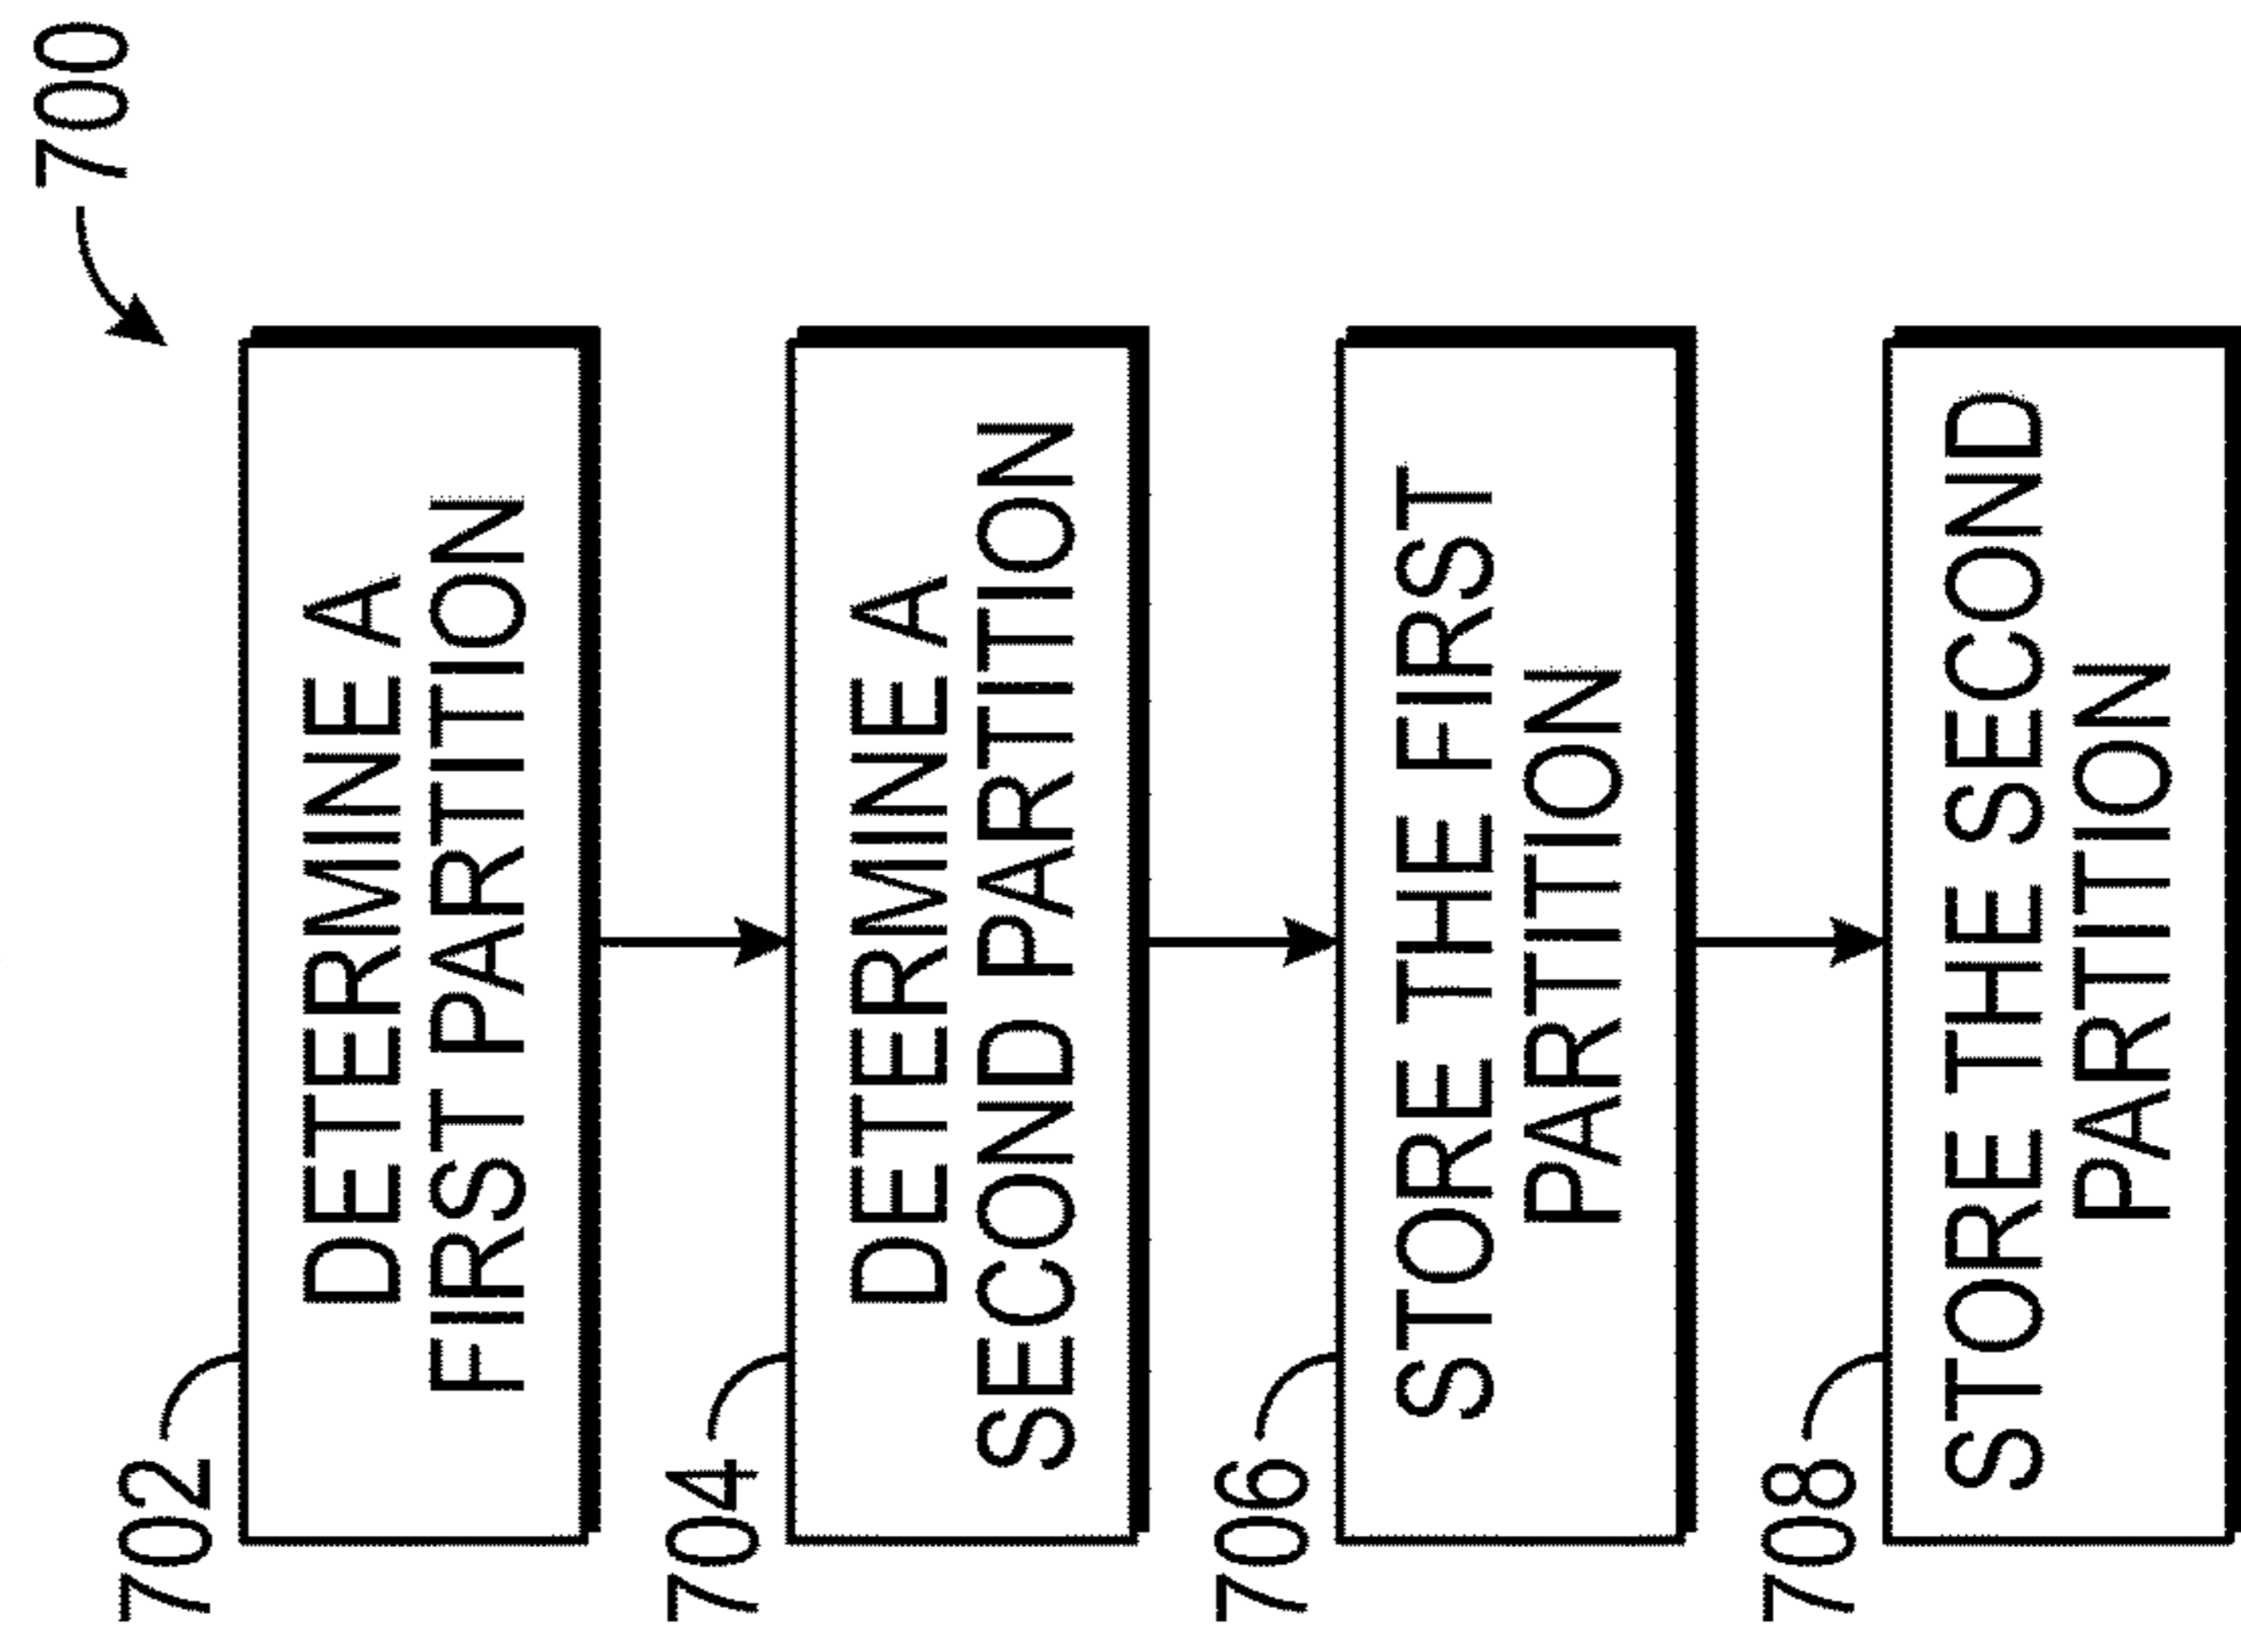 700
702
DETERMINE A
FIRST PARTITION
704
DETERMINE A
SECOND PARTITION
706
STORE THE FIRST
PARTITION
708
STORE THE SECOND
PARTITION